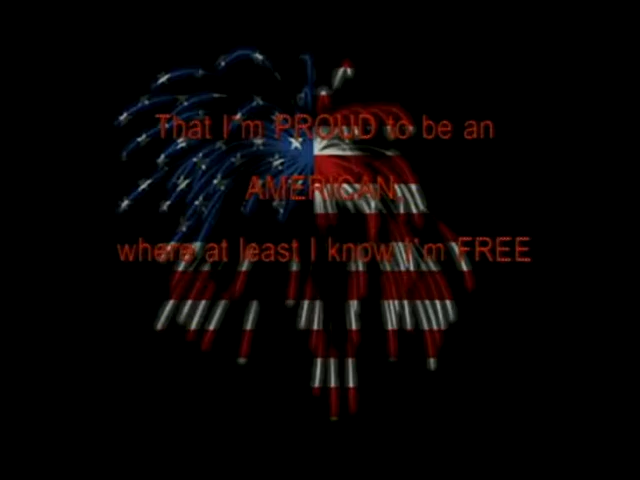 That I'm PROUD to be an
AMERICAN,
where at least I know I'm FREE